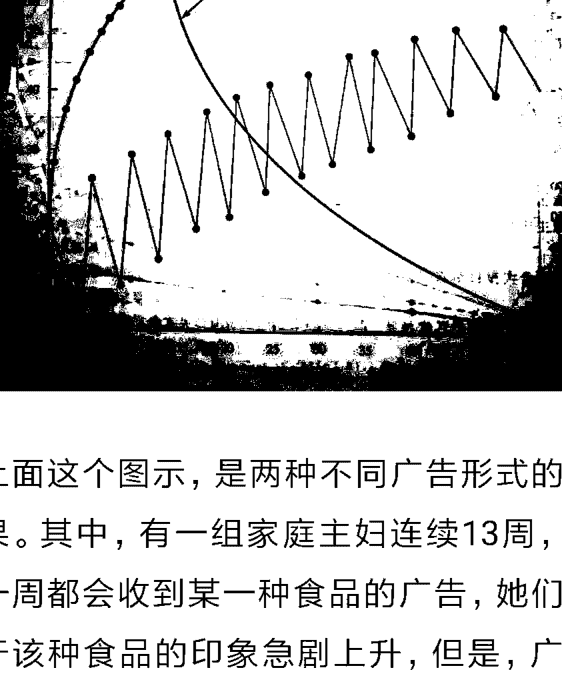 25
30
35
面这个图示，是两种不同广告形式的
。其中，有一组家庭主妇连续13周，
一周都会收到某一种食品的广告，她们
该种食品的印象急剧上升，但是，广